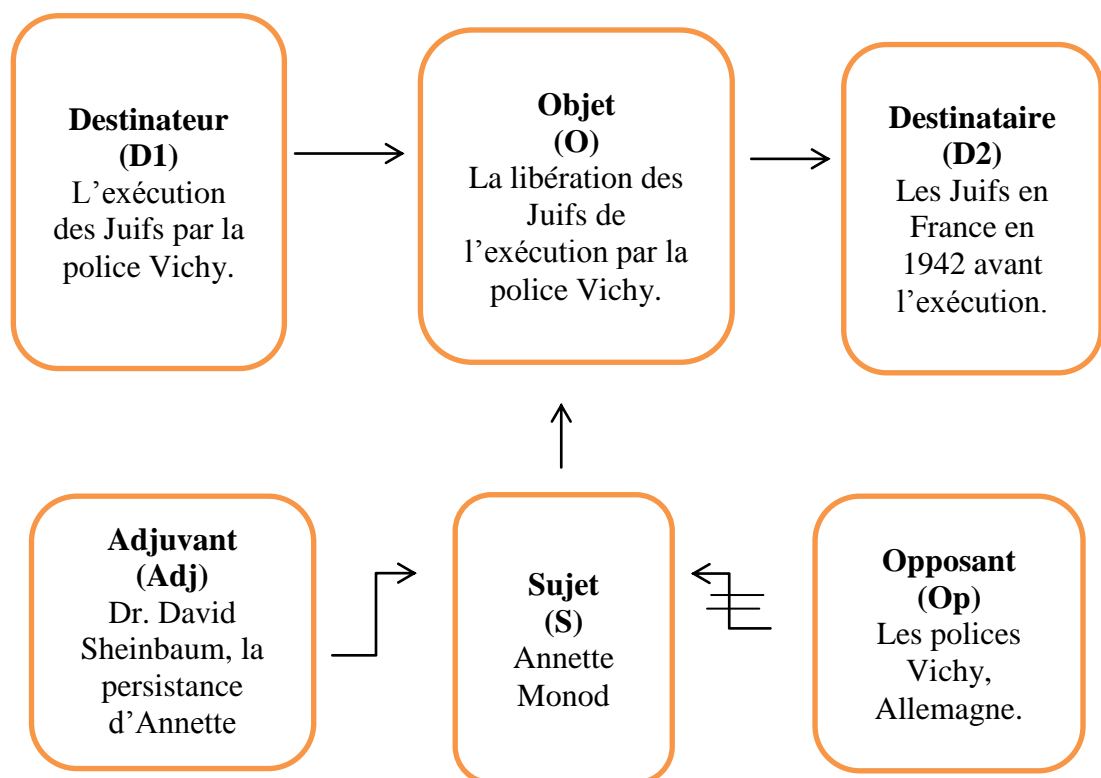 Destinateur
(D1)
L’exécution
des Juifs par la
police Vichy.
Objet
(O)
La libération des
Juifs de
l’exécution par la
police Vichy.
Destinataire
(D2)
Les Juifs en
France en
1942 avant
l’exécution.
Adjuvant
(Adj)
Dr. David
Sheinbaum, la
persistance
d’Annette
Sujet
(S)
Annette
Monod
Opposant
(Op)
Les polices
Vichy,
Allemagne.